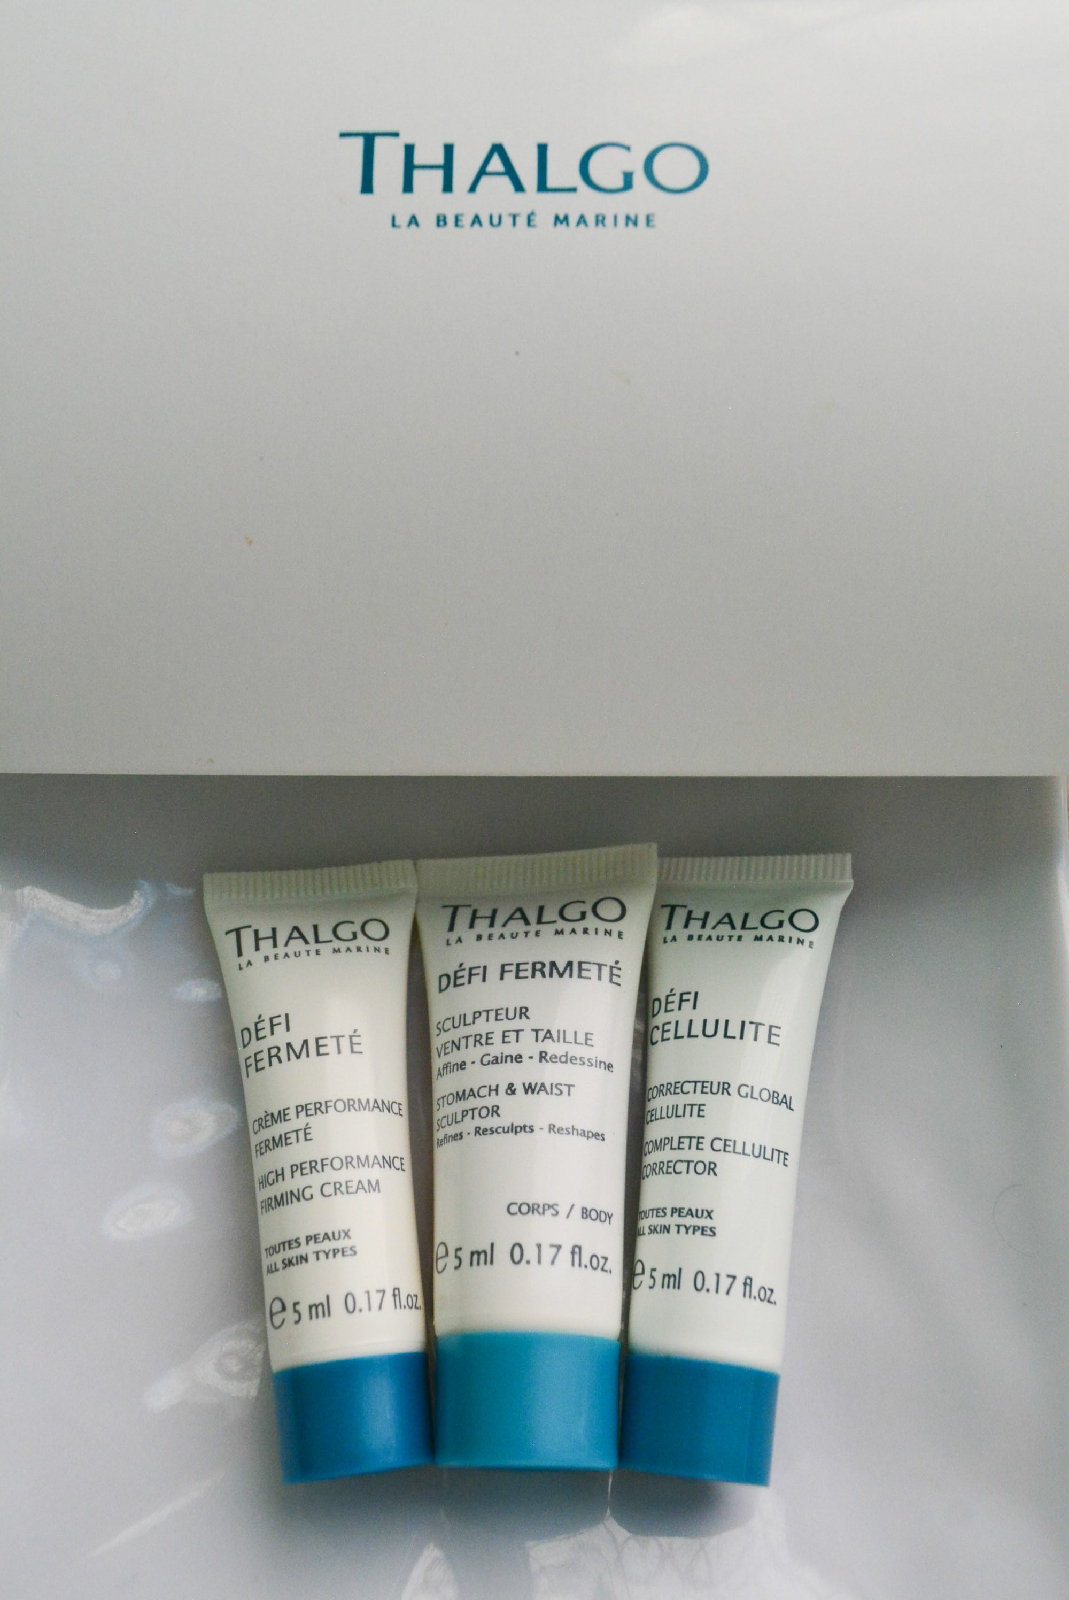 THALGO
LA BEAUTÉ MARINE
THALGO
LA BEAUTE MARINE
DÉFI
FERMETÉ
CRÈME PERFORMANCE
FERMETÉ
HIGH PERFORMANCE
FIRMING CREAM
TOUTES PEAUX
ALL SKIN TYPES
e 5 ml 0.17 fl.oz.
THALGO
LA BEAUTE MARINE
DÉFI FERMETÉ
SCULPTEUR
VENTRE ET TAILLE
Affine - Gaine - Redessine
STOMACH & WAIST
SCULPTOR
Refines - Resculpts - Reshapes
CORPS / BODY
e 5 ml 0.17 fl.oz.
THALGO
LA BEAUTE MARINE
DÉFI
CELLULITE
CORRECTEUR GLOBAL
CELLULITE
COMPLETE CELLULITE
CORRECTOR
TOUTES PEAUX
ALL SKIN TYPES
e 5 ml 0.17 fl.oz.